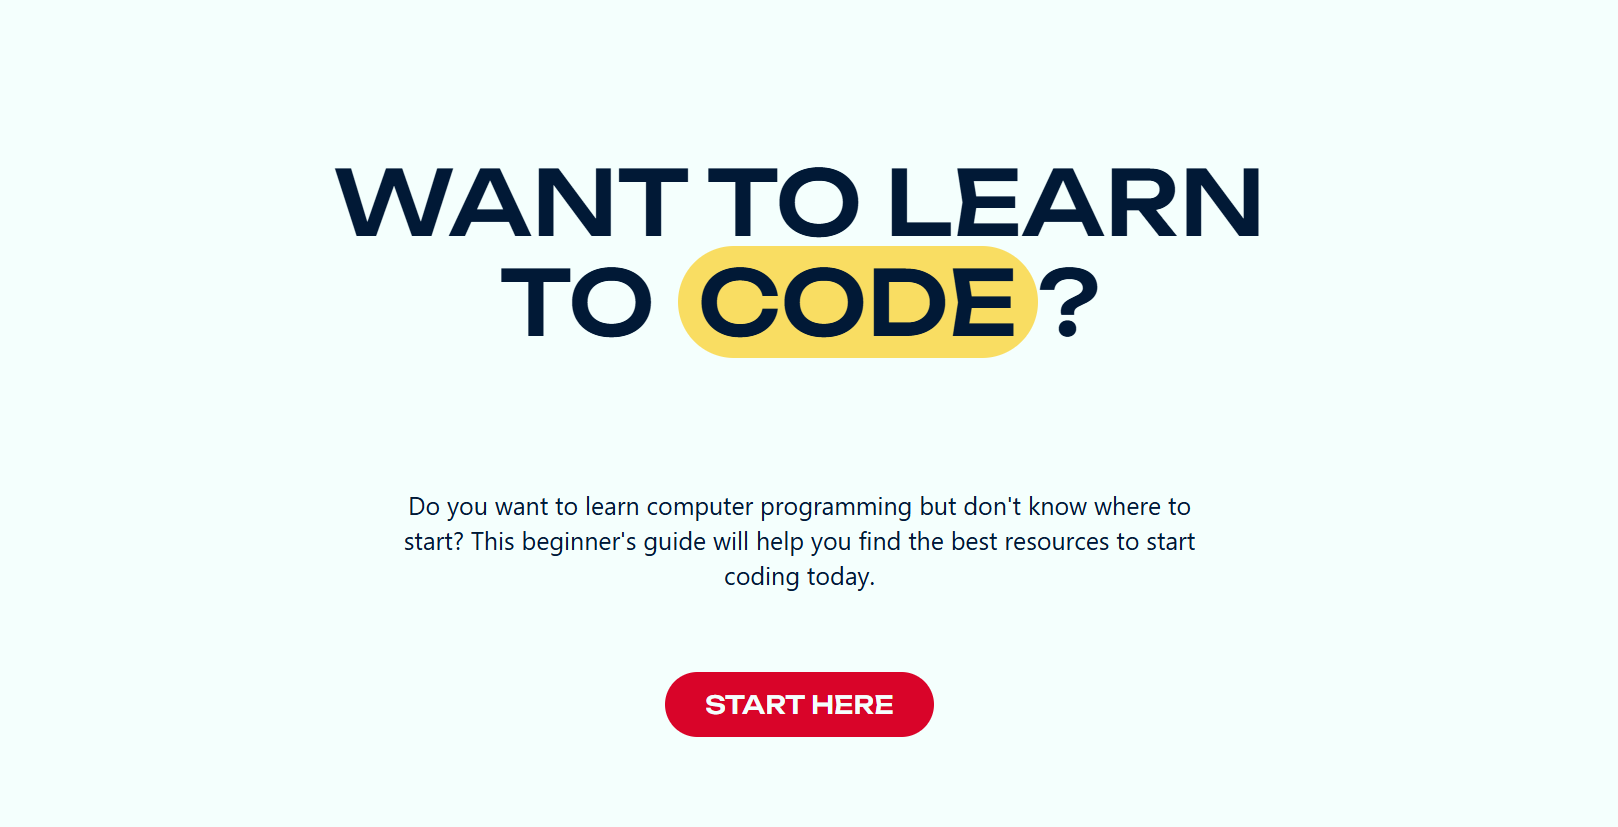 WANT TO LEARN
TO CODE?
Do you want to learn computer programming but don't know where to
start? This beginner's guide will help you find the best resources to start
coding today.
START HERE